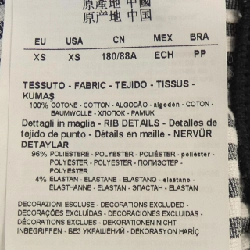 原産地 中国
原产地 中国
EU USA CN MEX BRA
XS XS 180/88A ECH PP
TESSUTO - FABRIC - TEJIDO - TISSUS -
KUMAŞ
100% COTONE - COTTON - ALGODÃO - algodón - COTON -
BAUMWOLLE - ХЛОПОК - PAMUK
Dettagli in maglia - RIB DETAILS - Detalles de
tejido de punto - Détails en maille - NERVÜR
DETAYLAR
96% POLIESTERE - POLYESTER - POLIÉSTER - poliéster -
POLYESTER - POLYESTER - ПОЛИЭСТЕР -
POLYESTER
4% ELASTAN - ELASTANE - ELASTANO - elastano -
ELASTHANNE - ELASTAN - ЭЛАСТАН - ELASTAN
DECORAZIONI ESCLUSE - DECORATIONS EXCLUDED -
DECORAÇÕES EXCLUÍDAS - DECORACIONES EXCLUIDAS -
DÉCORATIONS EXCLUES - DEKORATIONEN NICHT
INBEGRIFFEN - БЕЗ УКРАШЕНИЙ - DEKORASYON HARİÇ